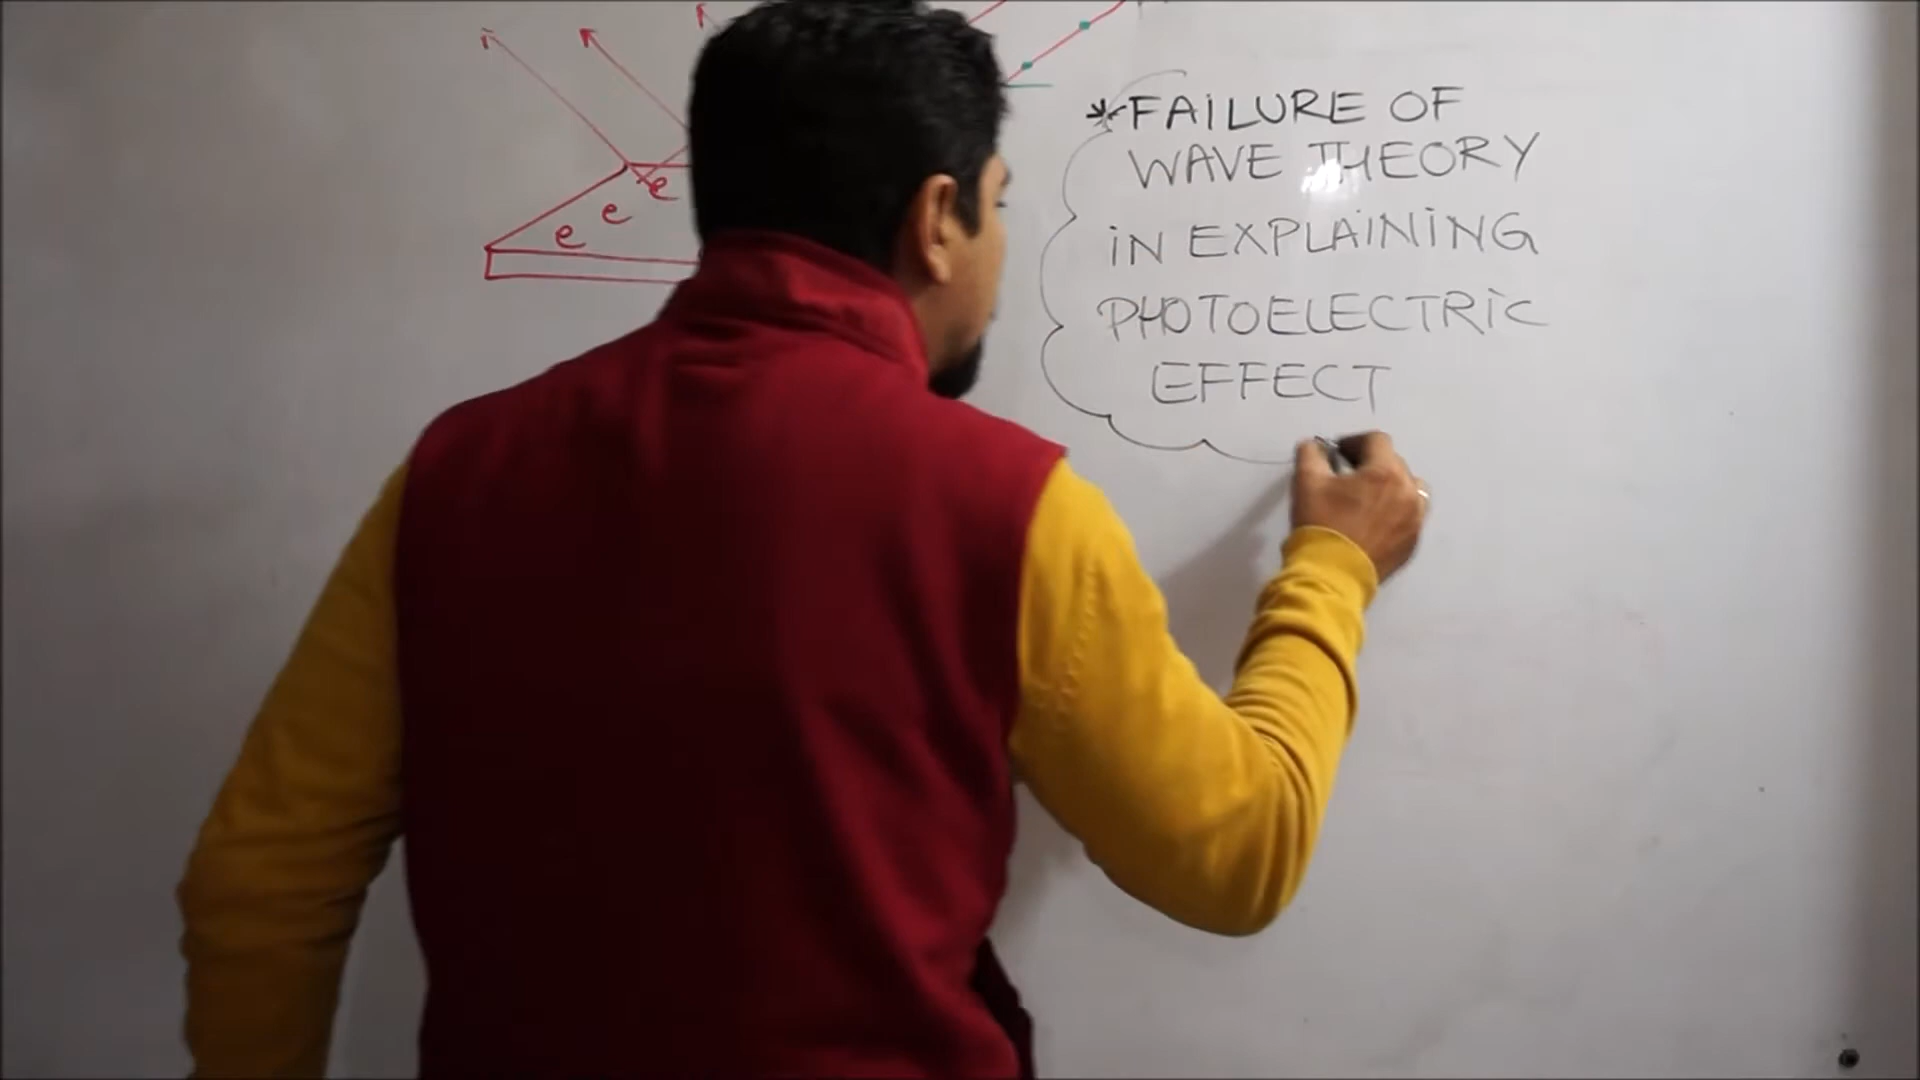 * FAILURE OF
WAVE THEORY
IN EXPLAINING
PHOTOELECTRIC
EFFECT
e e e